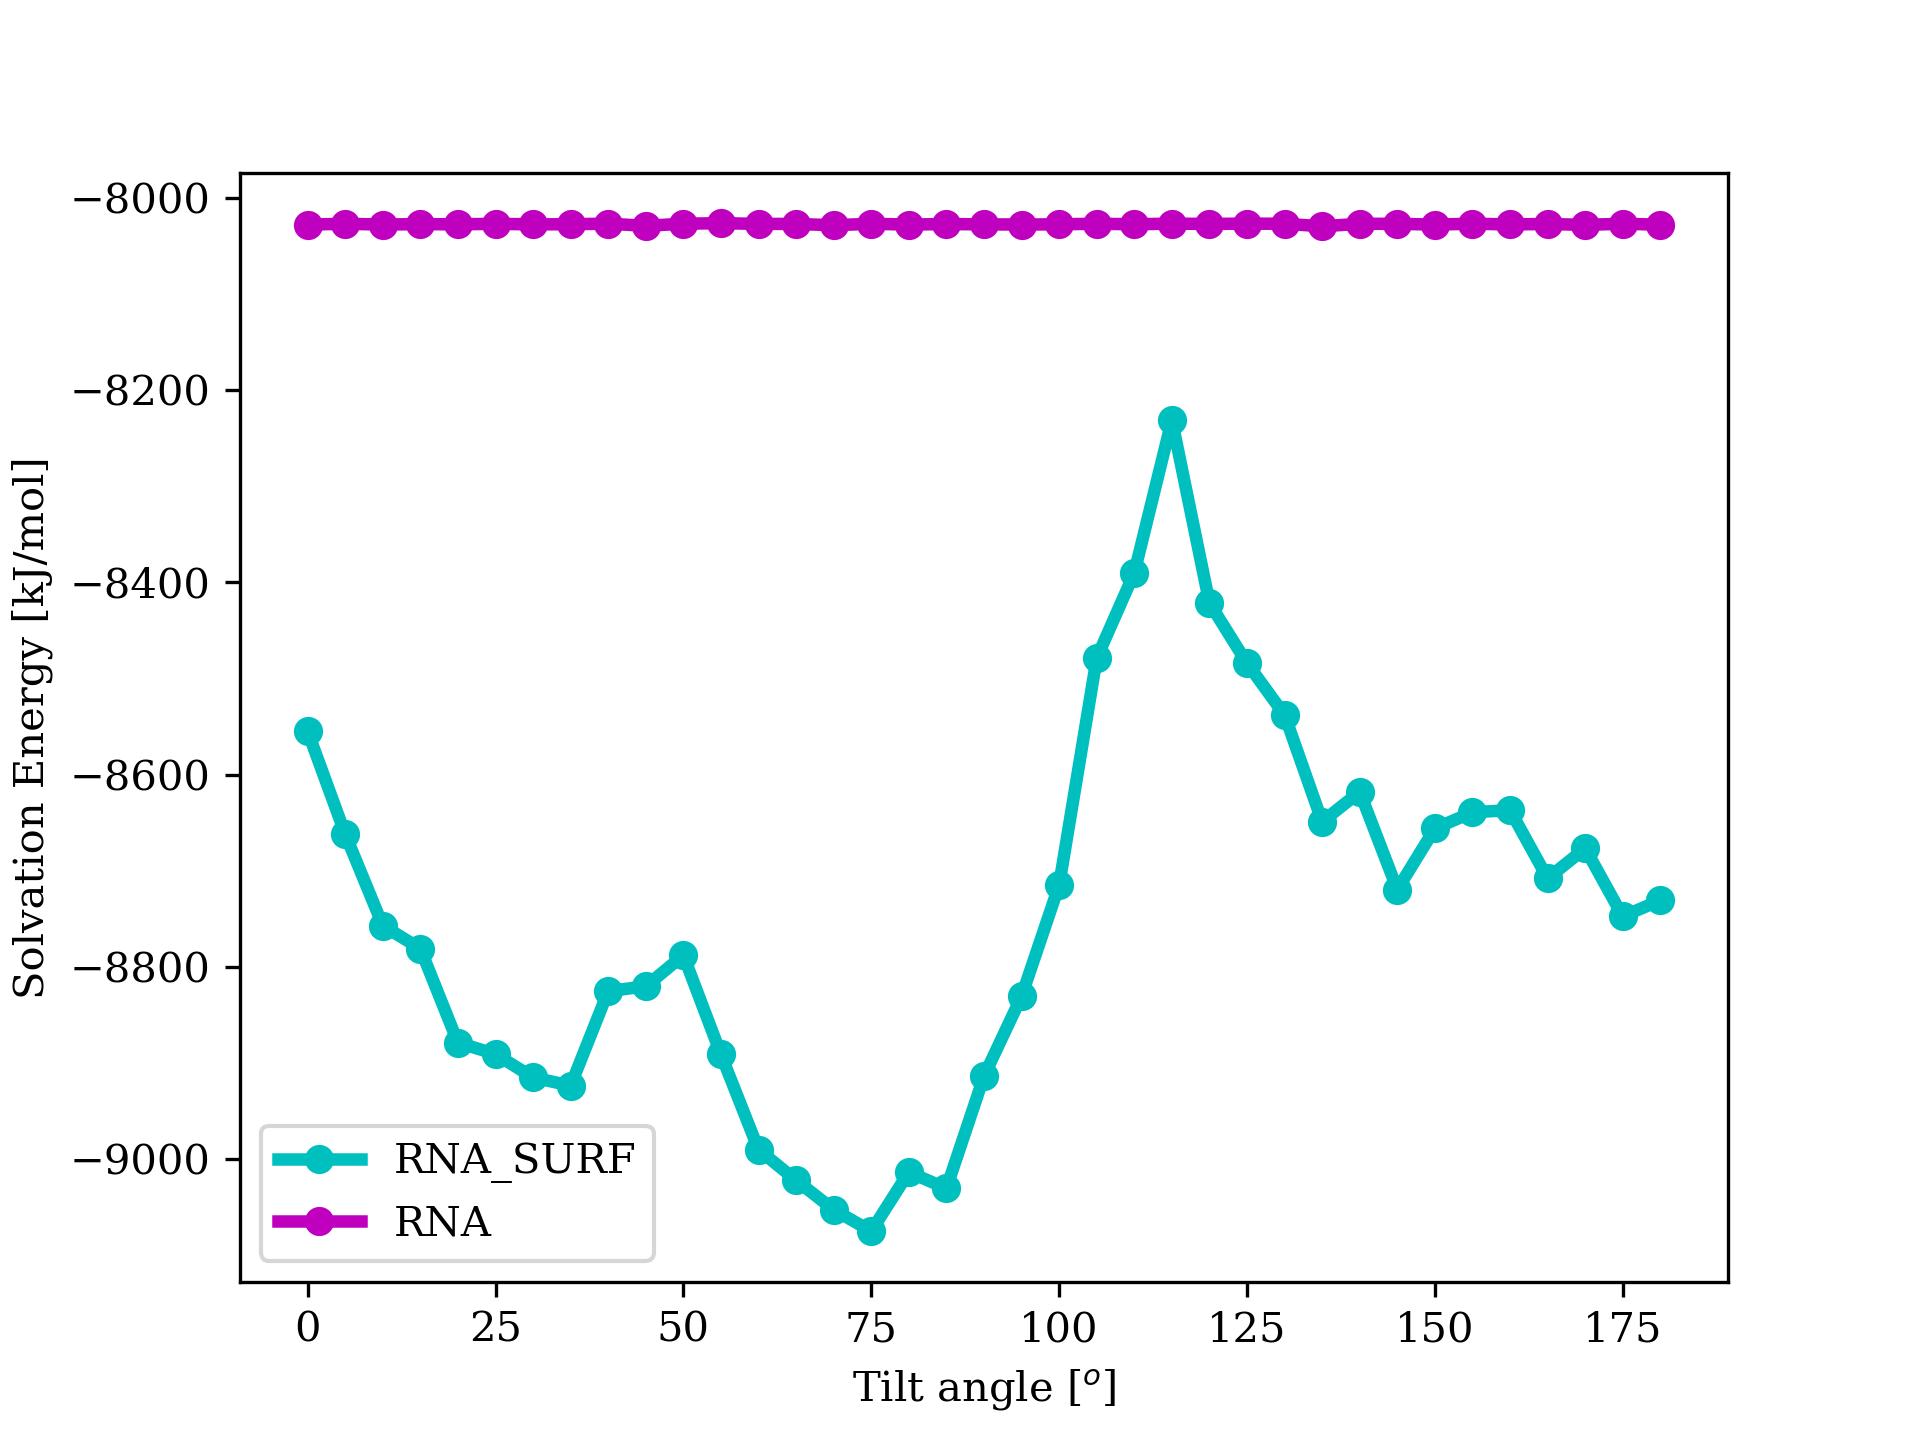 −8000
−8200
−8400
−8600
−8800
−9000
Solvation Energy [kJ/mol]
RNA_SURF
RNA
0 25 50 75 100 125 150 175
Tilt angle [°]